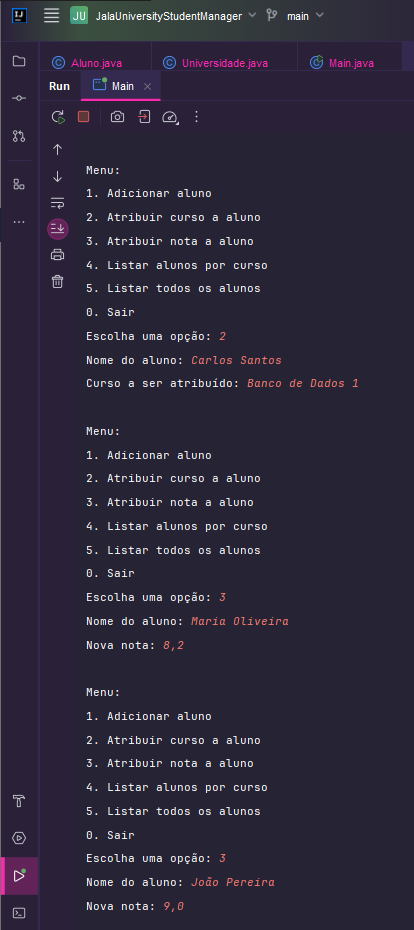 IJ JU JalaUniversityStudentManager main
Aluno.java Universidade.java Main.java
Run Main
Menu:
1. Adicionar aluno
2. Atribuir curso a aluno
3. Atribuir nota a aluno
4. Listar alunos por curso
5. Listar todos os alunos
0. Sair
Escolha uma opção: 2
Nome do aluno: Carlos Santos
Curso a ser atribuído: Banco de Dados 1
Menu:
1. Adicionar aluno
2. Atribuir curso a aluno
3. Atribuir nota a aluno
4. Listar alunos por curso
5. Listar todos os alunos
0. Sair
Escolha uma opção: 3
Nome do aluno: Maria Oliveira
Nova nota: 8,2
Menu:
1. Adicionar aluno
2. Atribuir curso a aluno
3. Atribuir nota a aluno
4. Listar alunos por curso
5. Listar todos os alunos
0. Sair
Escolha uma opção: 3
Nome do aluno: João Pereira
Nova nota: 9,0